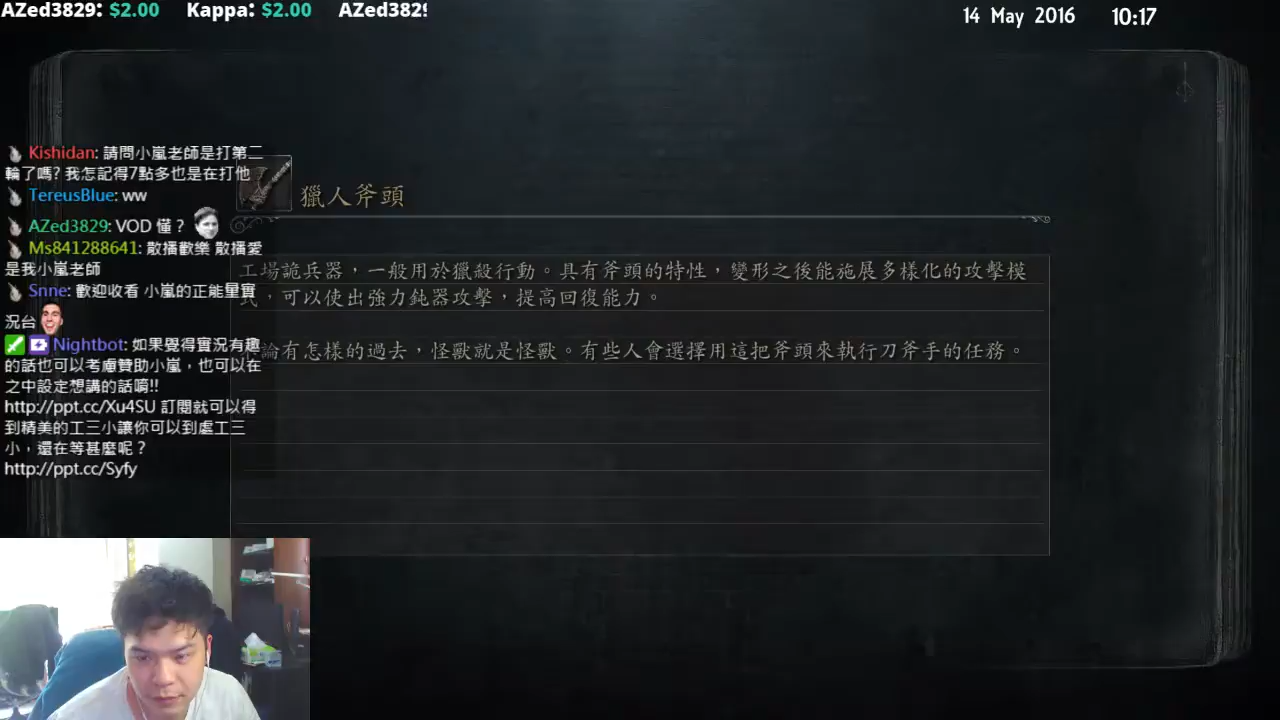 AZed3829: $2.00 Kappa: $2.00 AZed3829
14 May 2016 10:17
Kishidan: 請問小嵐老師是打第二
輪了嗎? 我怎記得7點多也是在打他
TereusBlue: ww
AZed3829: VOD 懂？
Ms841288641: 散播歡樂 散播愛
是我小嵐老師
Snne: 歡迎收看 小嵐的正能量實
況台
Nightbot: 如果覺得實況有趣
的話也可以考慮贊助小嵐，也可以在
之中設定想講的話唷!!
http://ppt.cc/Xu4SU 訂閱就可以得
到精美的工三小讓你可以到處工三
小，還在等甚麼呢？
http://ppt.cc/Syfy
獵人斧頭
工場詭兵器，一般用於獵殺行動。具有斧頭的特性，變形之後能施展多樣化的攻擊模
式，可以使出強力鈍器攻擊，提高回復能力。
論有怎樣的過去，怪獸就是怪獸。有些人會選擇用這把斧頭來執行刀斧手的任務。